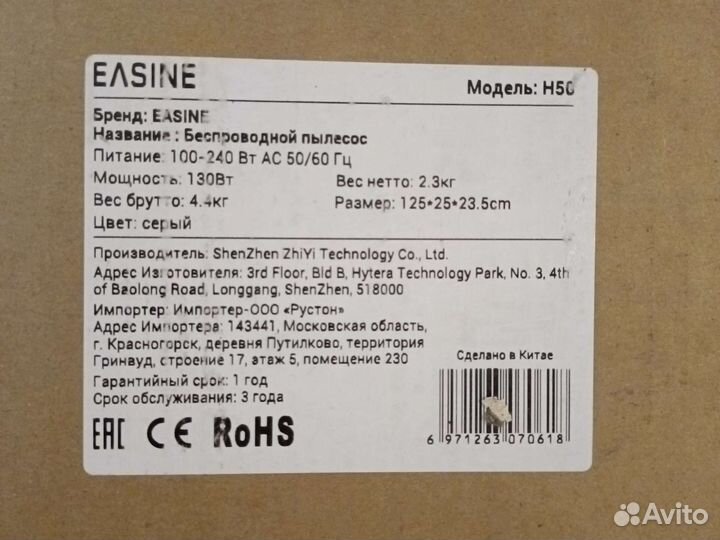 EASINE
Модель: H50
Бренд: EASINE
Название : Беспроводной пылесос
Питание: 100-240 Вт AC 50/60 Гц
Мощность: 130Вт Вес нетто: 2.3кг
Вес брутто: 4.4кг Размер: 125*25*23.5cm
Цвет: серый
Производитель: ShenZhen ZhiYi Technology Co., Ltd.
Адрес Изготовителя: 3rd Floor, Bld B, Hytera Technology Park, No. 3, 4th
of Baolong Road, Longgang, ShenZhen, 518000
Импортер: Импортер-ООО «Рустон»
Адрес Импортера: 143441, Московская область,
г. Красногорск, деревня Путилково, территория
Гринвуд, строение 17, этаж 5, помещение 230
Гарантийный срок: 1 год
Срок обслуживания: 3 года
Сделано в Китае
EAC CE RoHS
6 971263 070618
Avito